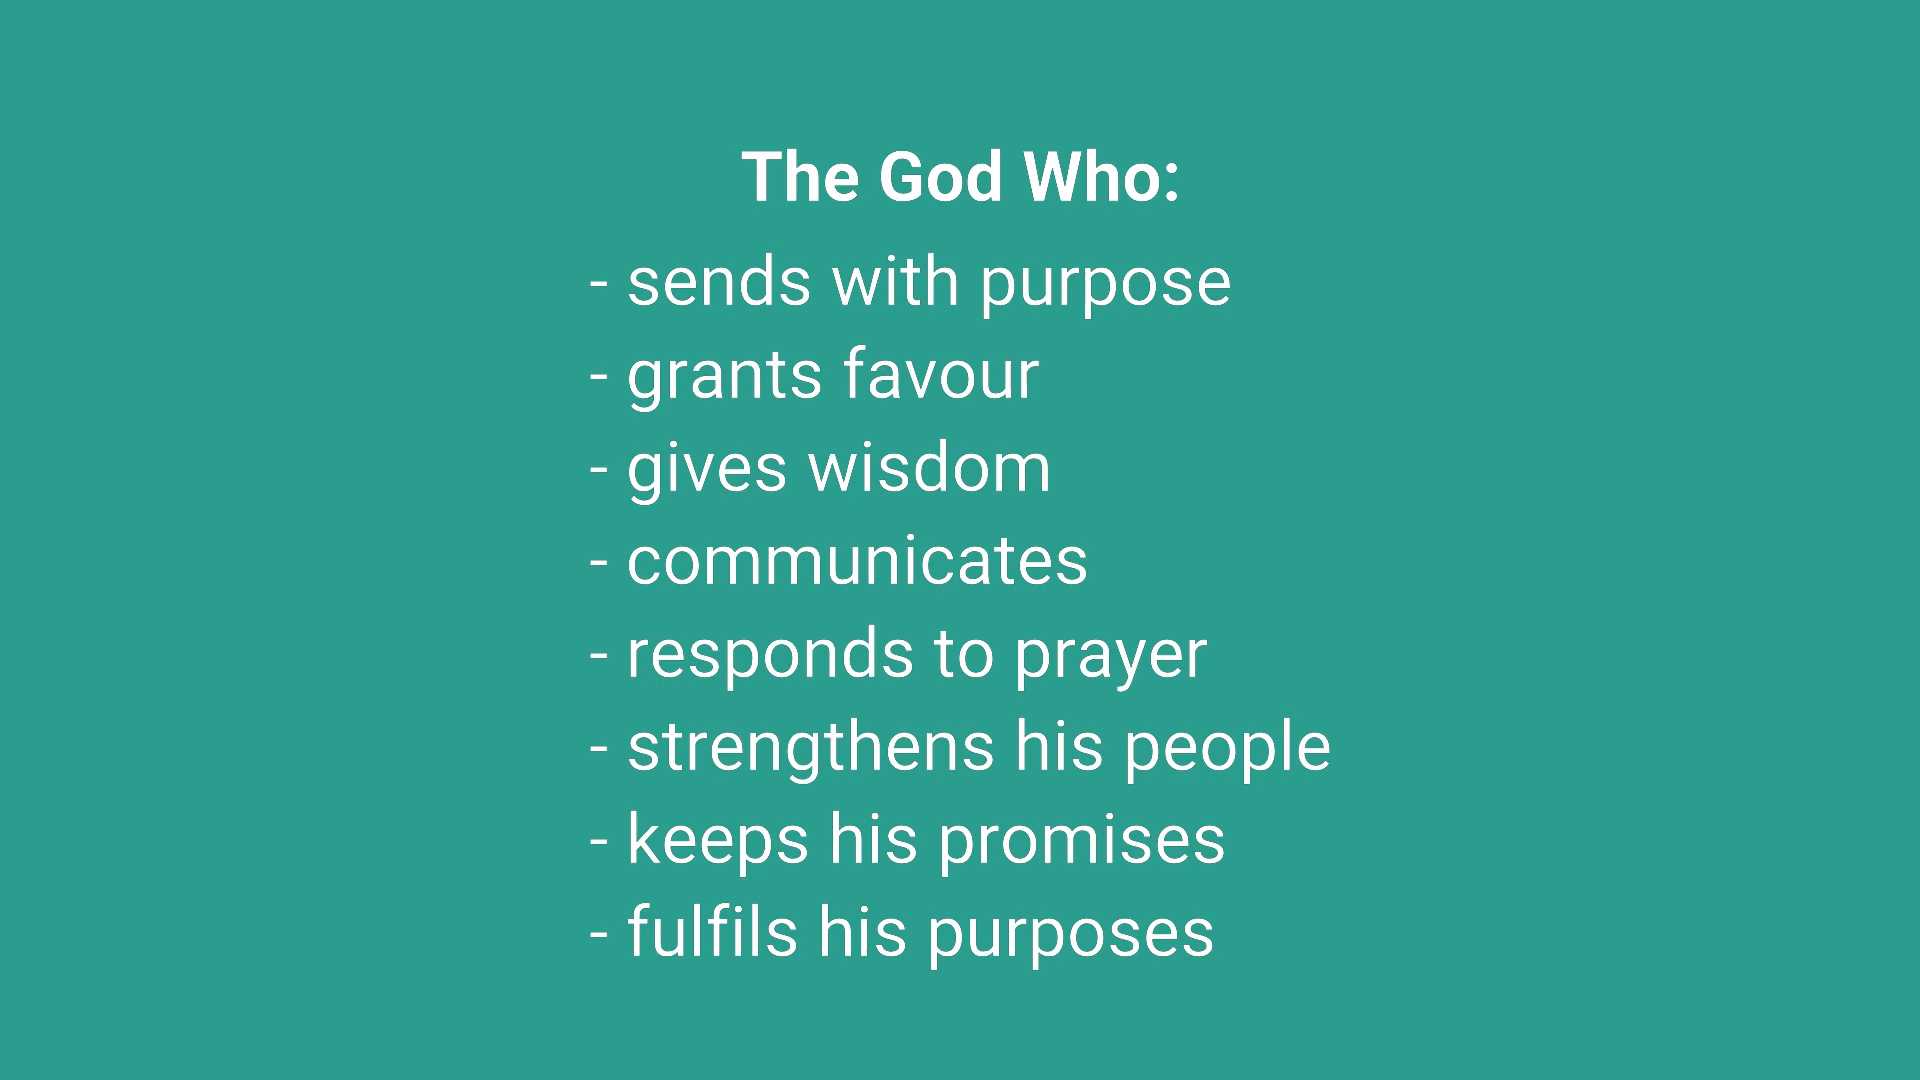 The God Who:
- sends with purpose
- grants favour
- gives wisdom
- communicates
- responds to prayer
- strengthens his people
- keeps his promises
- fulfils his purposes